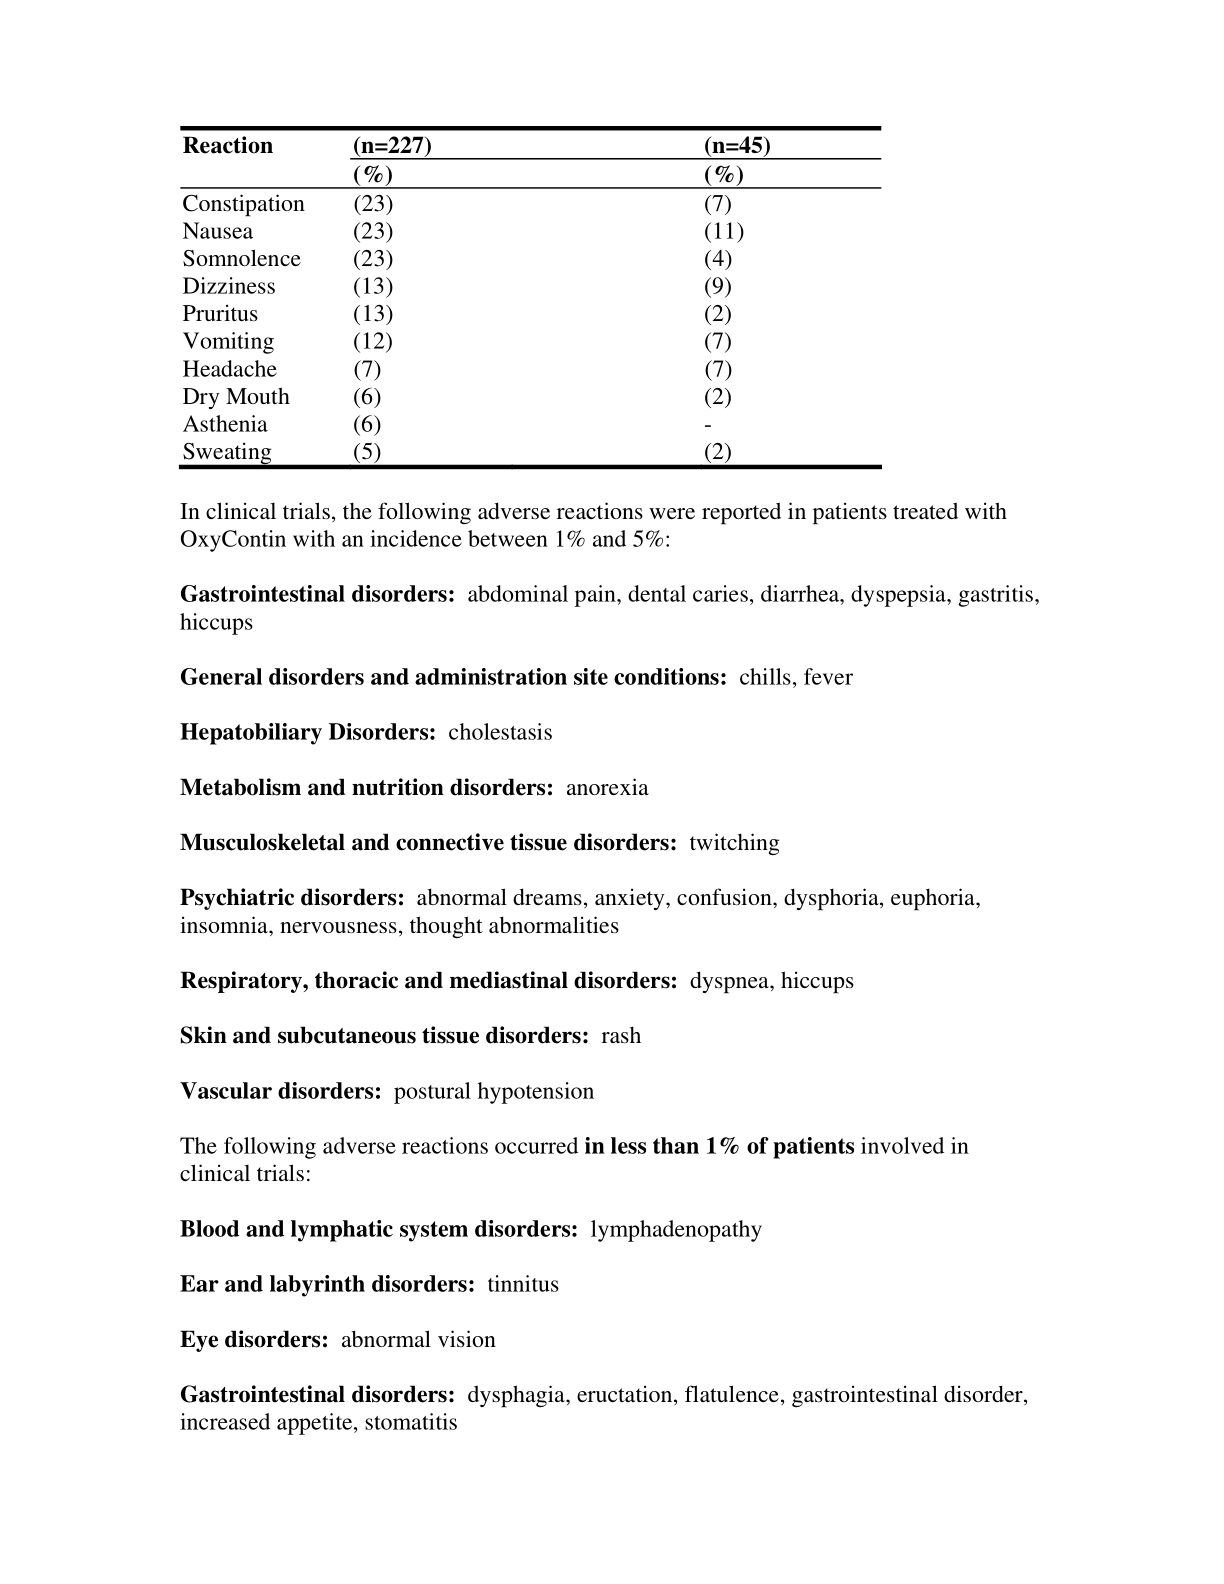 Reaction (n=227) (n=45)
(%) (%)
Constipation (23) (7)
Nausea (23) (11)
Somnolence (23) (4)
Dizziness (13) (9)
Pruritus (13) (2)
Vomiting (12) (7)
Headache (7) (7)
Dry Mouth (6) (2)
Asthenia (6) -
Sweating (5) (2)
In clinical trials, the following adverse reactions were reported in patients treated with
OxyContin with an incidence between 1% and 5%:
Gastrointestinal disorders: abdominal pain, dental caries, diarrhea, dyspepsia, gastritis,
hiccups
General disorders and administration site conditions: chills, fever
Hepatobiliary Disorders: cholestasis
Metabolism and nutrition disorders: anorexia
Musculoskeletal and connective tissue disorders: twitching
Psychiatric disorders: abnormal dreams, anxiety, confusion, dysphoria, euphoria,
insomnia, nervousness, thought abnormalities
Respiratory, thoracic and mediastinal disorders: dyspnea, hiccups
Skin and subcutaneous tissue disorders: rash
Vascular disorders: postural hypotension
The following adverse reactions occurred in less than 1% of patients involved in
clinical trials:
Blood and lymphatic system disorders: lymphadenopathy
Ear and labyrinth disorders: tinnitus
Eye disorders: abnormal vision
Gastrointestinal disorders: dysphagia, eructation, flatulence, gastrointestinal disorder,
increased appetite, stomatitis